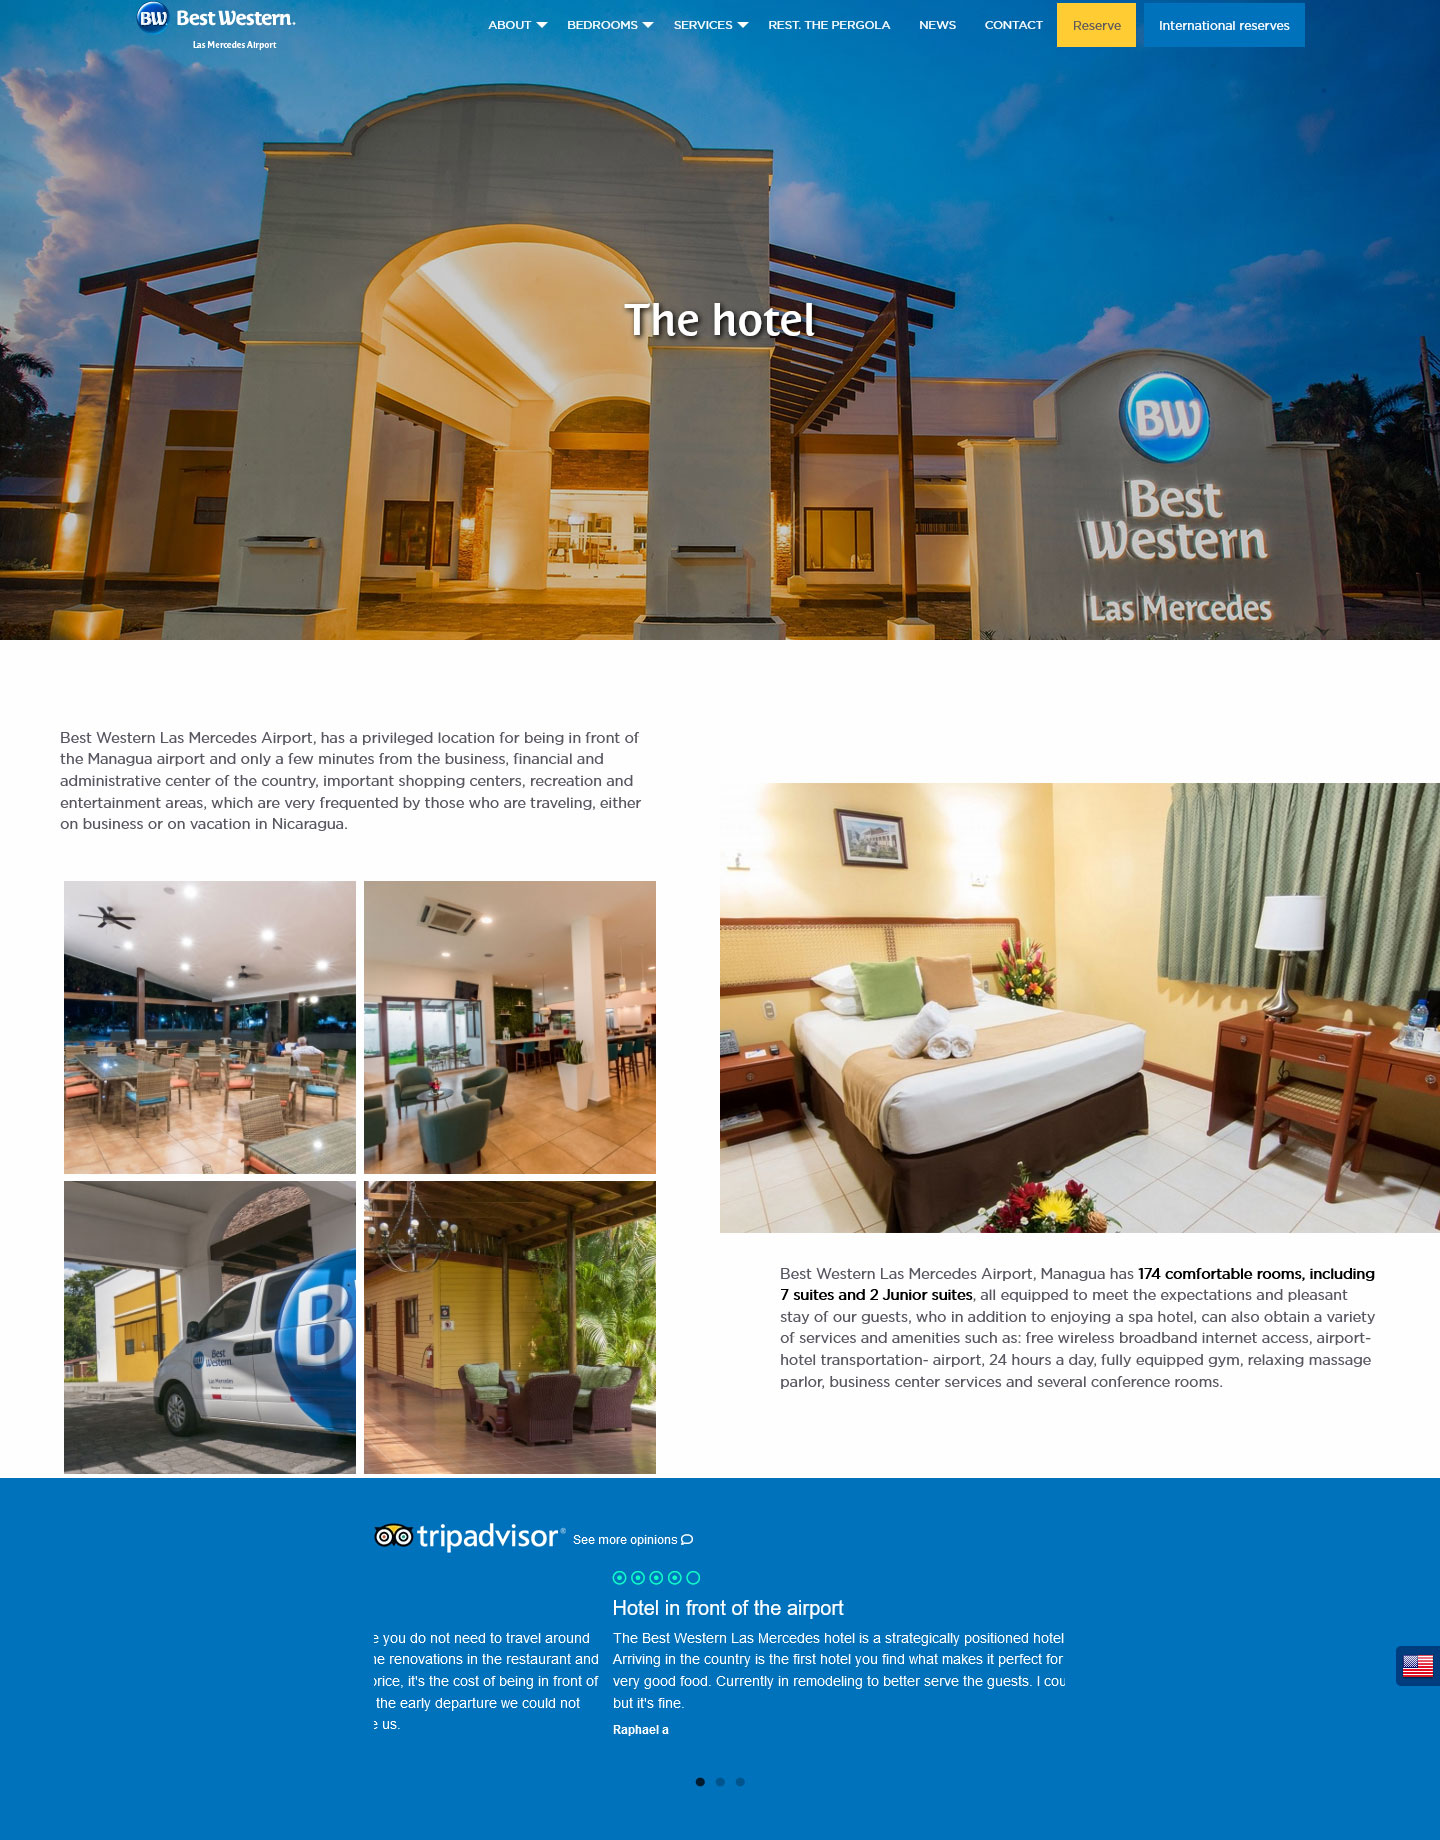 BW Best Western.
Las Mercedes Airport
ABOUT
BEDROOMS
SERVICES
REST. THE PERGOLA
NEWS
CONTACT
Reserve
International reserves
The hotel
BW
Best
Western
Las Mercedes
Best Western Las Mercedes Airport, has a privileged location for being in front of
the Managua airport and only a few minutes from the business, financial and
administrative center of the country, important shopping centers, recreation and
entertainment areas, which are very frequented by those who are traveling, either
on business or on vacation in Nicaragua.
B
Best
Western.
Las Mercedes
Best Western Las Mercedes Airport, Managua has 174 comfortable rooms, including
7 suites and 2 Junior suites, all equipped to meet the expectations and pleasant
stay of our guests, who in addition to enjoying a spa hotel, can also obtain a variety
of services and amenities such as: free wireless broadband internet access, airport-
hotel transportation- airport, 24 hours a day, fully equipped gym, relaxing massage
parlor, business center services and several conference rooms.
tripadvisor®
See more opinions
e you do not need to travel around
ne renovations in the restaurant and
price, it's the cost of being in front of
the early departure we could not
e us.
Hotel in front of the airport
The Best Western Las Mercedes hotel is a strategically positioned hotel
Arriving in the country is the first hotel you find what makes it perfect for
very good food. Currently in remodeling to better serve the guests. I cou
but it's fine.
Raphael a